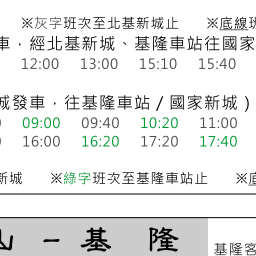 ※灰字班次至北基新城止 ※底線班
車，經北基新城、基隆車站往國家
12:00 13:00 15:10 15:40
城發車，往基隆車站／國家新城）
09:00 09:40 10:20 11:00
16:00 16:20 17:20 17:40
新城 ※綠字班次至基隆車站止 ※底
山 － 基 隆
基隆客